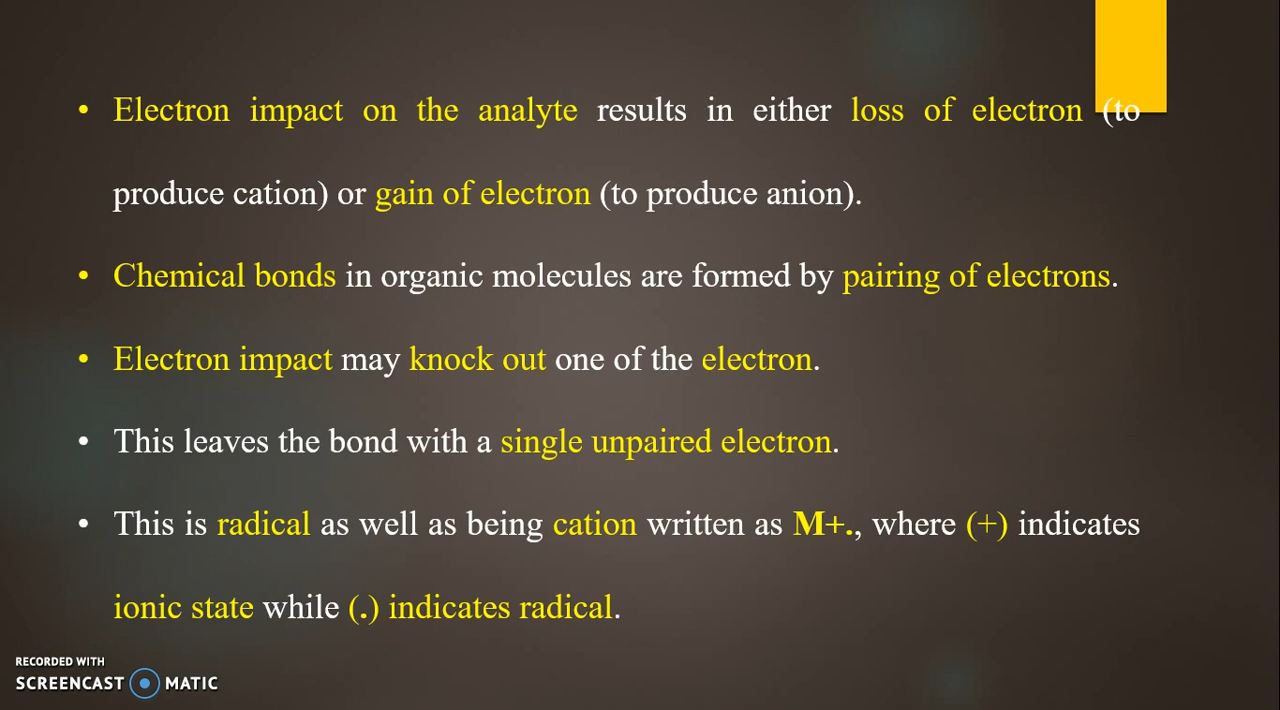 • Electron impact on the analyte results in either loss of electron (to
produce cation) or gain of electron (to produce anion).
• Chemical bonds in organic molecules are formed by pairing of electrons.
• Electron impact may knock out one of the electron.
• This leaves the bond with a single unpaired electron.
• This is radical as well as being cation written as M+., where (+) indicates
ionic state while (.) indicates radical.
RECORDED WITH
SCREENCAST MATIC